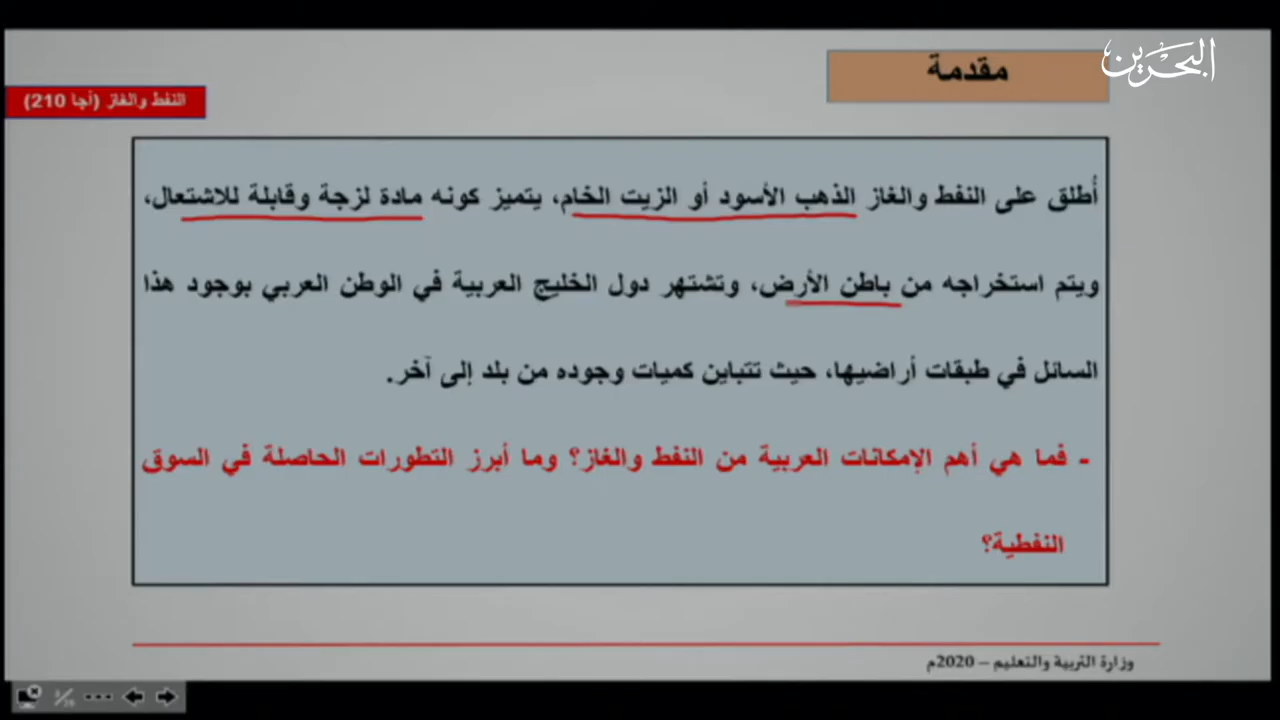 البحرين
مقدمة
النفط والغاز (أجا 210)
أُطلق على النفط والغاز الذهب الأسود أو الزيت الخام، يتميز كونه مادة لزجة وقابلة للاشتعال،
ويتم استخراجه من باطن الأرض، وتشتهر دول الخليج العربية في الوطن العربي بوجود هذا
السائل في طبقات أراضيها، حيث تتباين كميات وجوده من بلد إلى آخر.
- فما هي أهم الإمكانات العربية من النفط والغاز؟ وما أبرز التطورات الحاصلة في السوق
النفطية؟
وزارة التربية والتعليم – 2020م